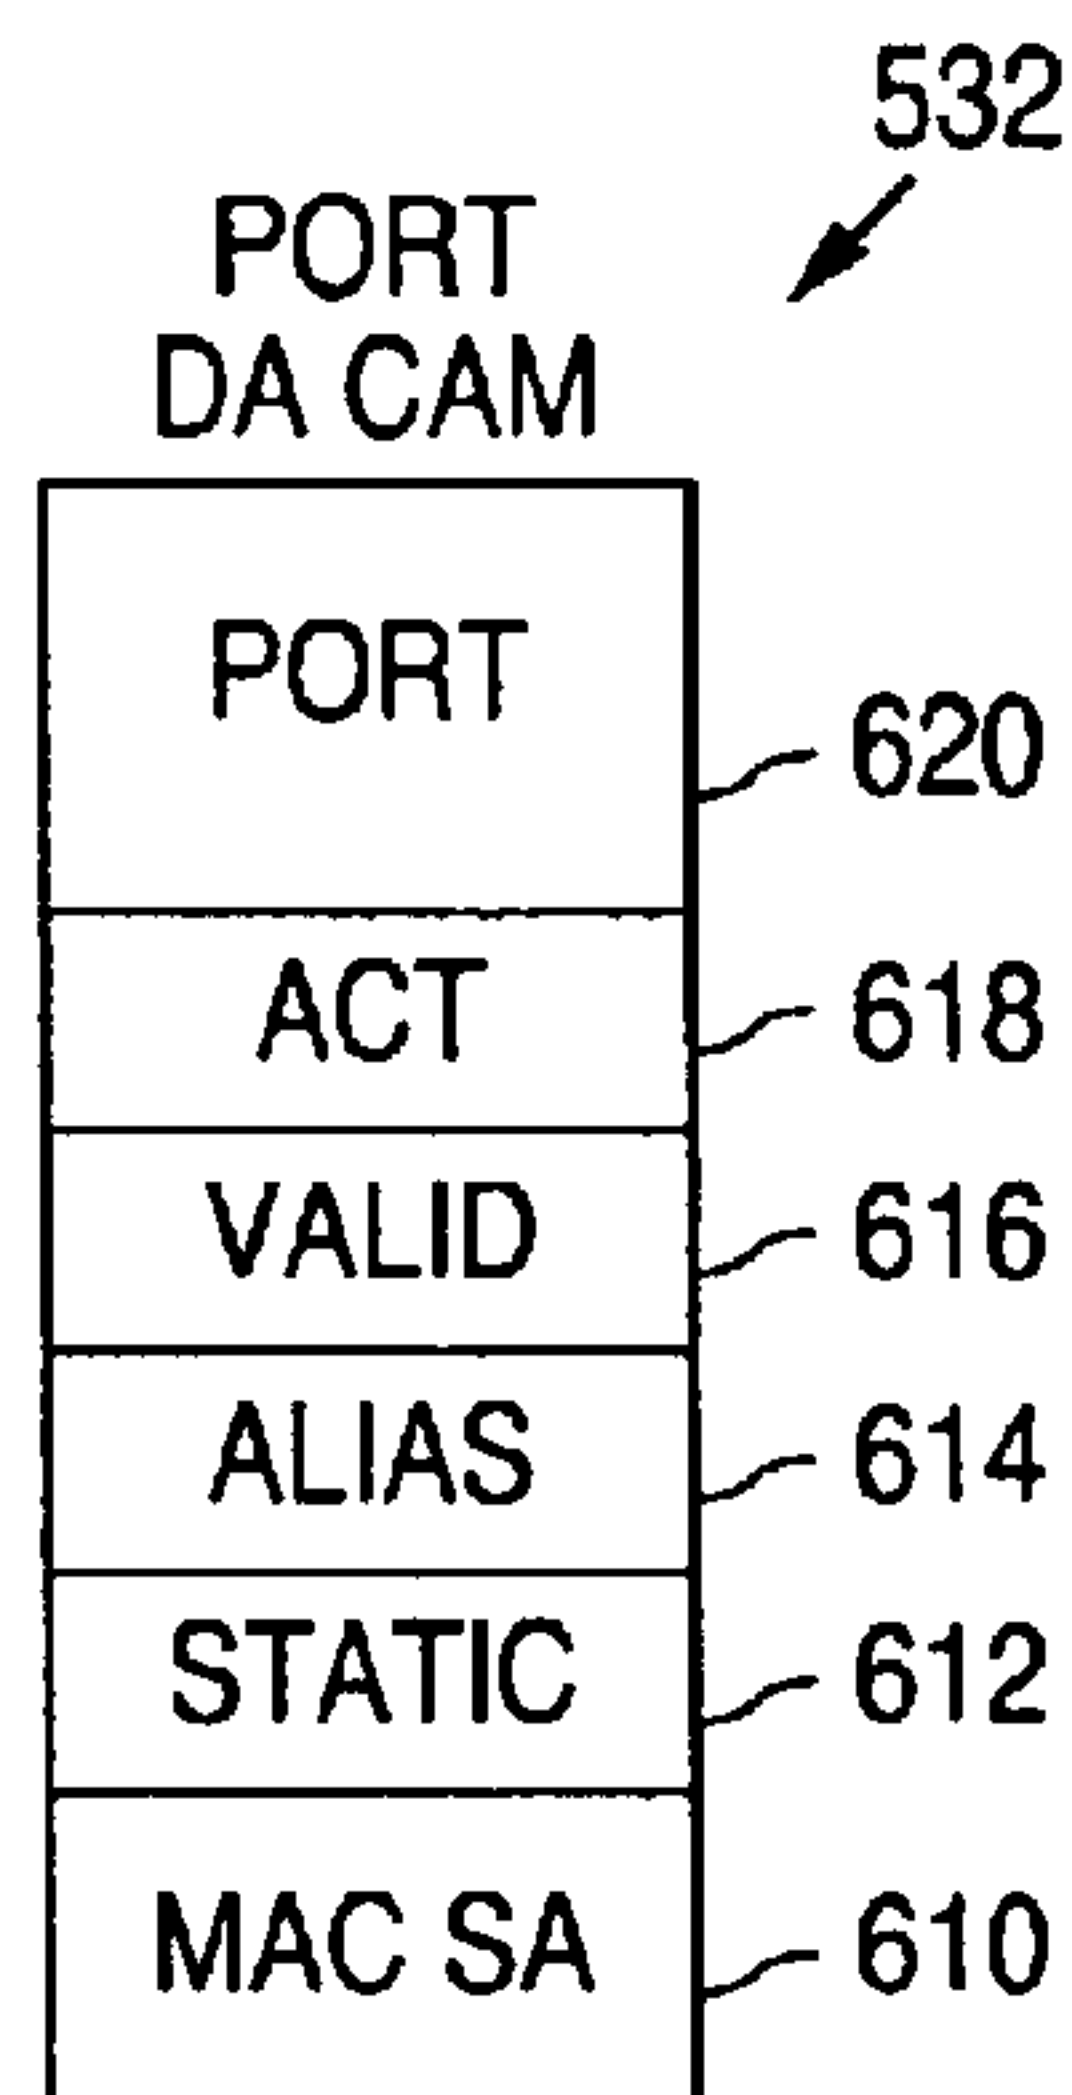 532
PORT
DA CAM
PORT
620
ACT
618
VALID
616
ALIAS
614
STATIC
612
MAC SA
610